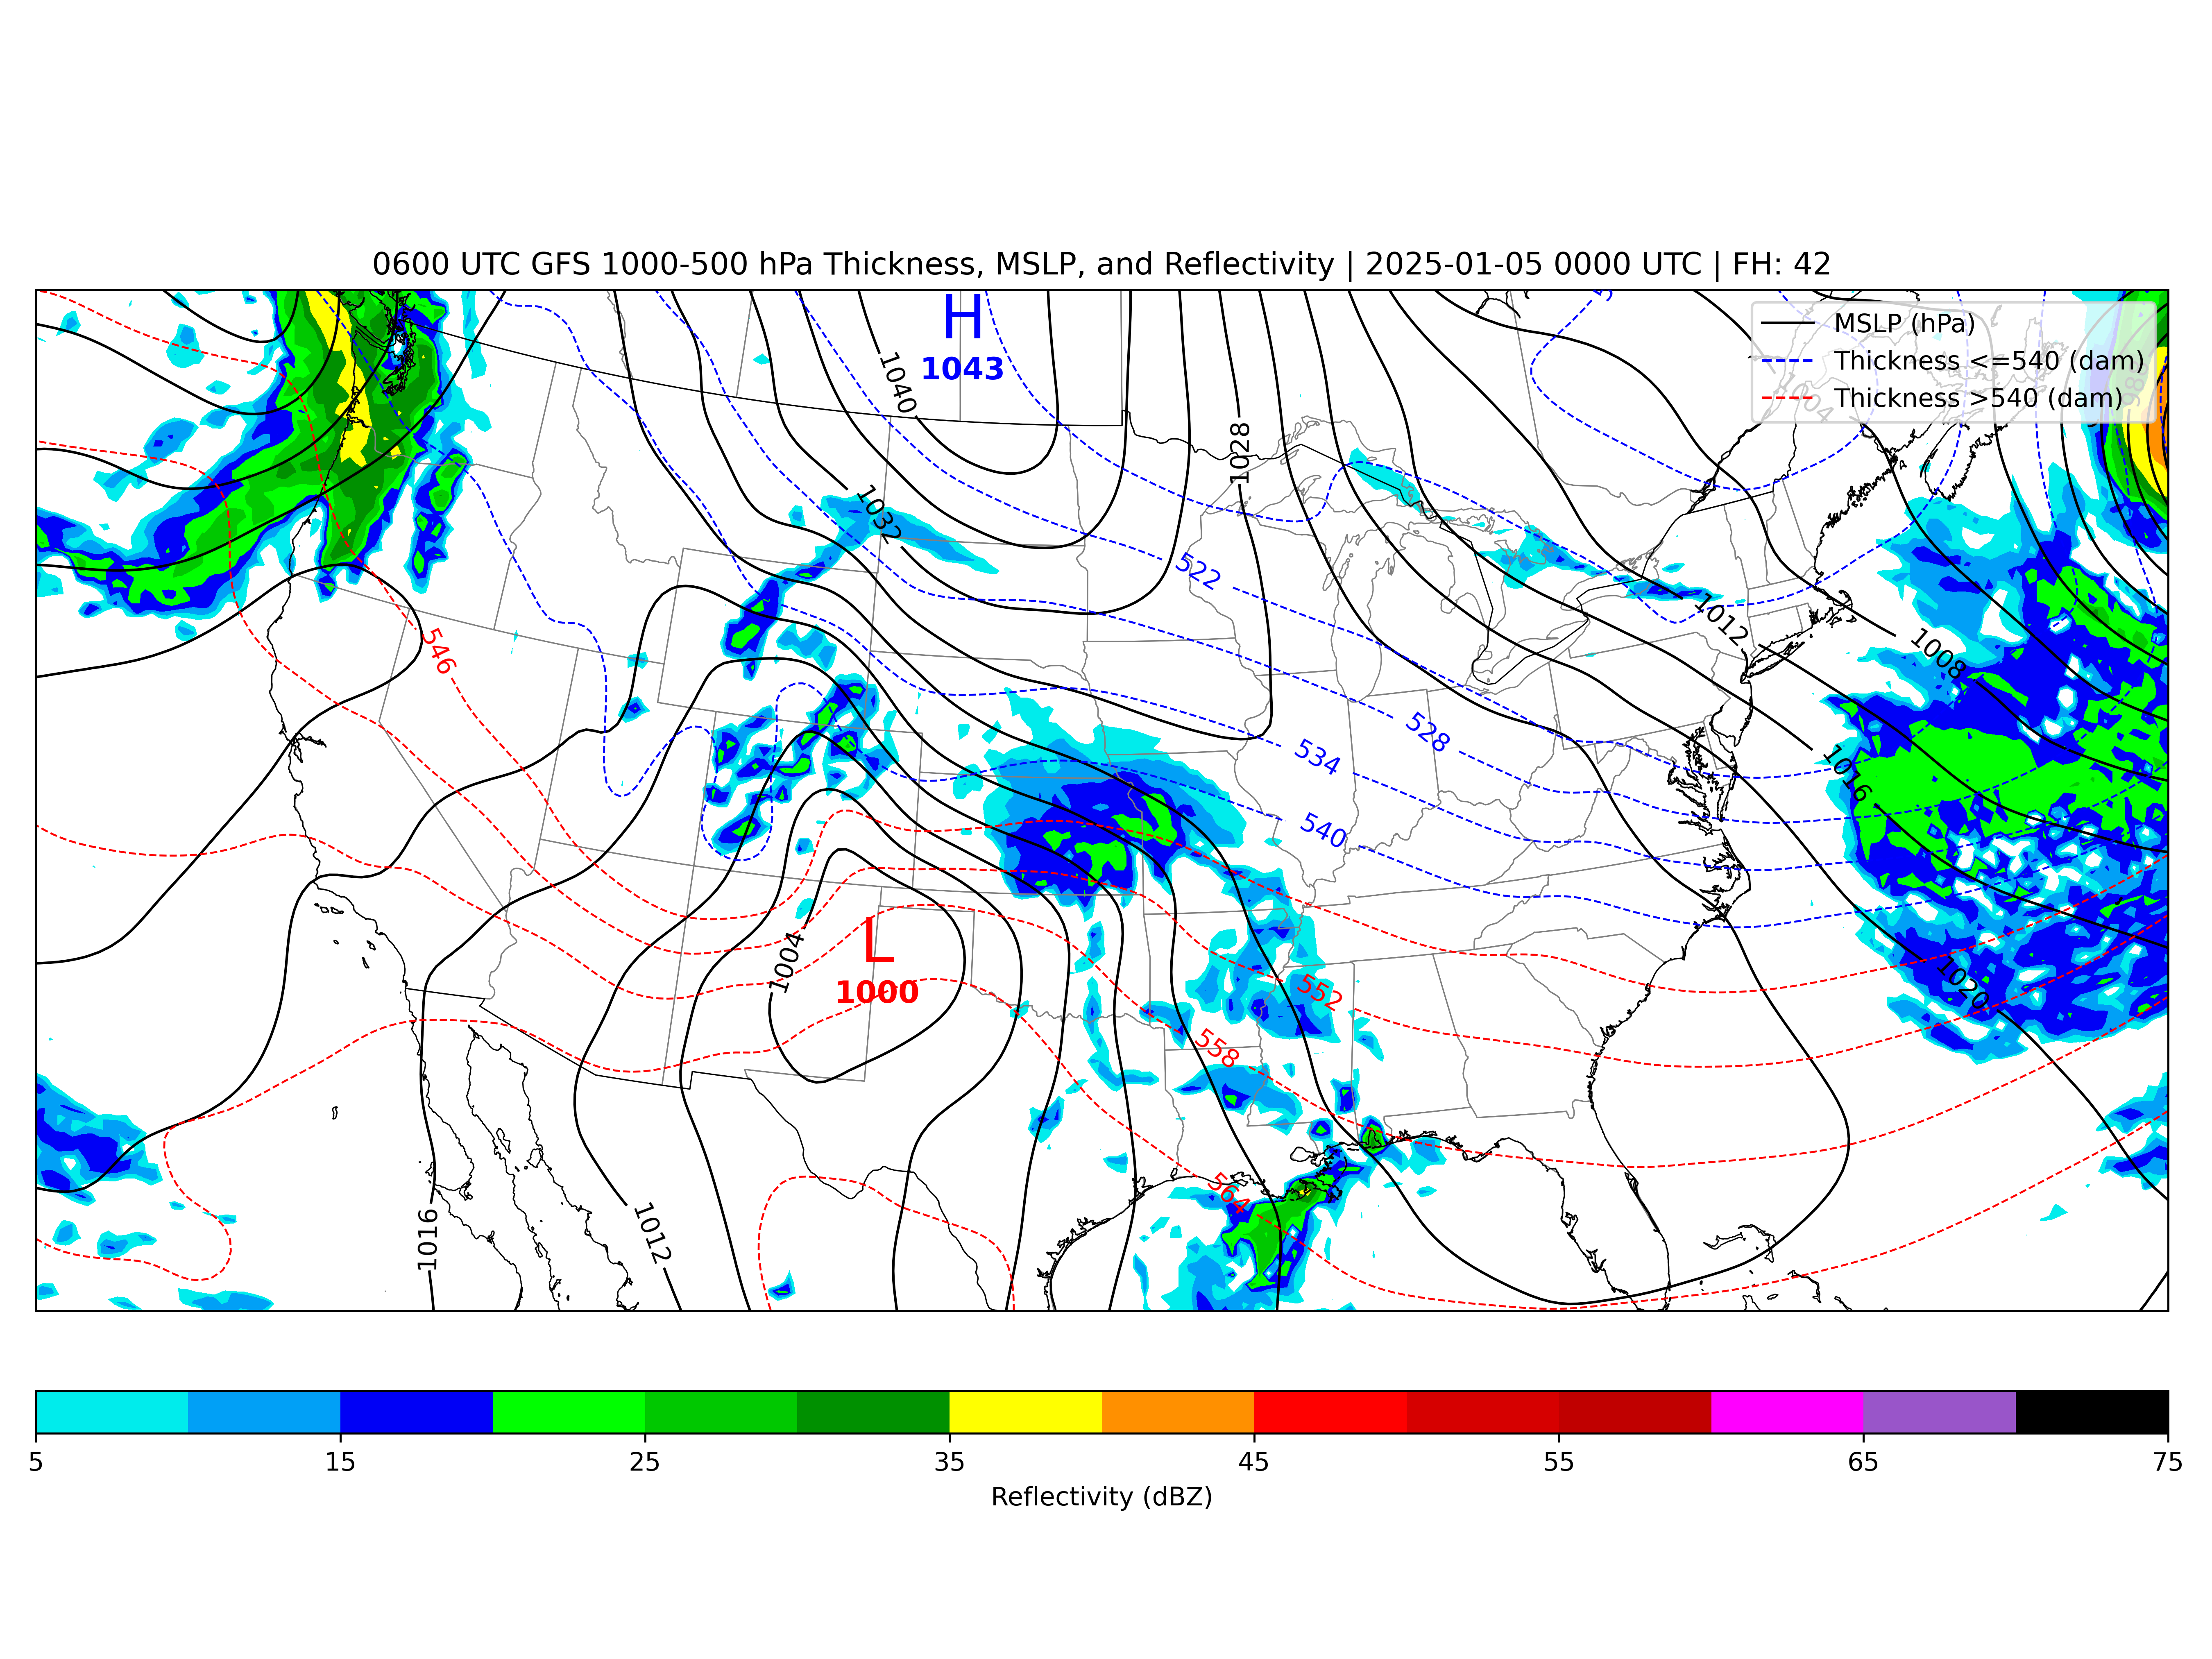 0600 UTC GFS 1000-500 hPa Thickness, MSLP, and Reflectivity | 2025-01-05 0000 UTC | FH: 42
H
1043
MSLP (hPa)
Thickness <=540 (dam)
Thickness >540 (dam)
1040
1004
1028
1032
522
1012
546
1008
528
534
1016
540
L
1000
1004
552
1020
558
564
1016
1012
5 15 25 35 45 55 65 75
Reflectivity (dBZ)